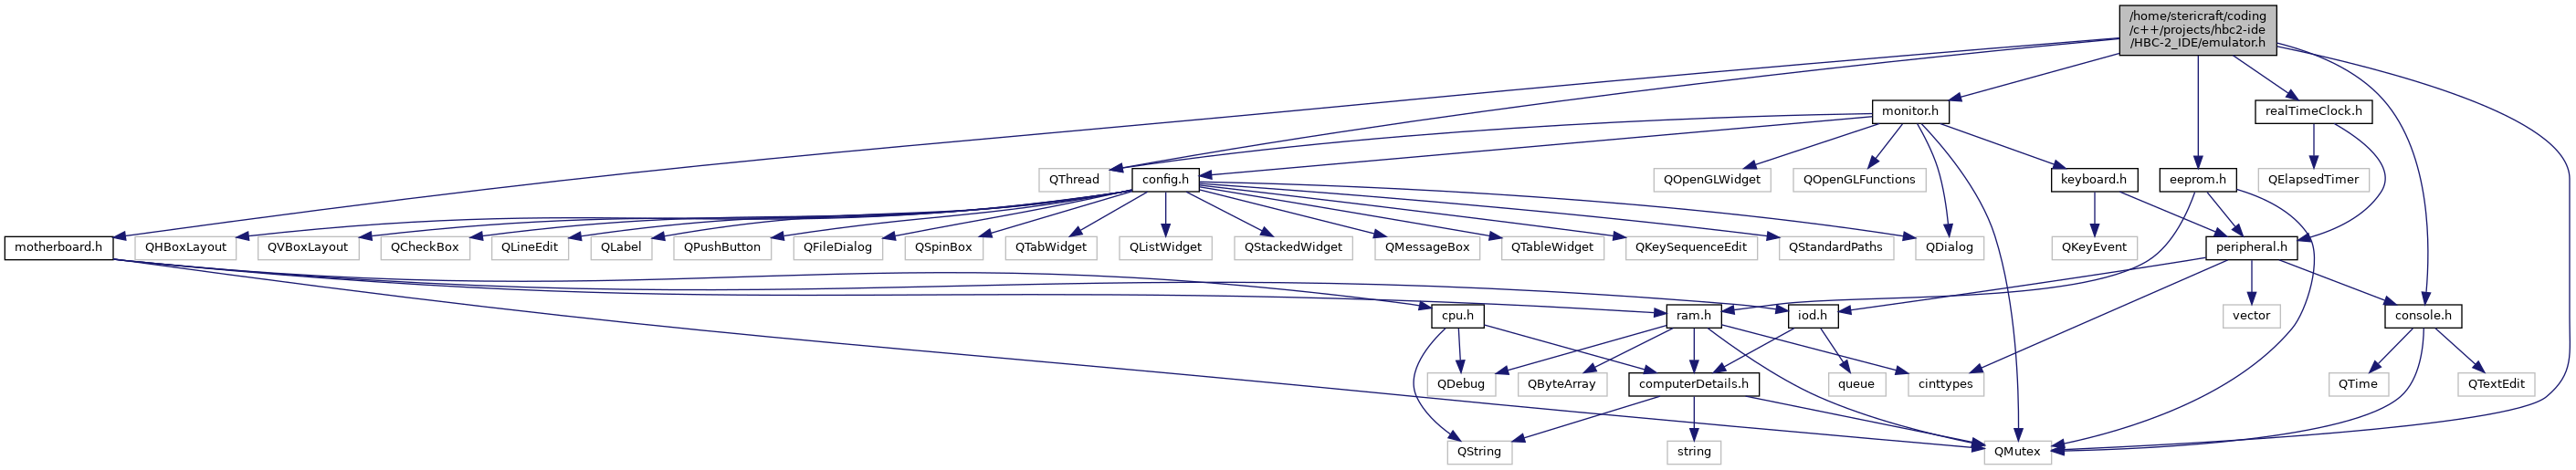 /home/stericraft/coding
/c++/projects/hbc2-ide
/HBC-2_IDE/emulator.h
monitor.h
realTimeClock.h
QThread
config.h
QOpenGLWidget
QOpenGLFunctions
keyboard.h
eeprom.h
QElapsedTimer
motherboard.h
QHBoxLayout
QVBoxLayout
QCheckBox
QLineEdit
QLabel
QPushButton
QFileDialog
QSpinBox
QTabWidget
QListWidget
QStackedWidget
QMessageBox
QTableWidget
QKeySequenceEdit
QStandardPaths
QDialog
QKeyEvent
peripheral.h
cpu.h
ram.h
iod.h
vector
console.h
QDebug
QByteArray
computerDetails.h
queue
cinttypes
QTime
QTextEdit
QString
string
QMutex